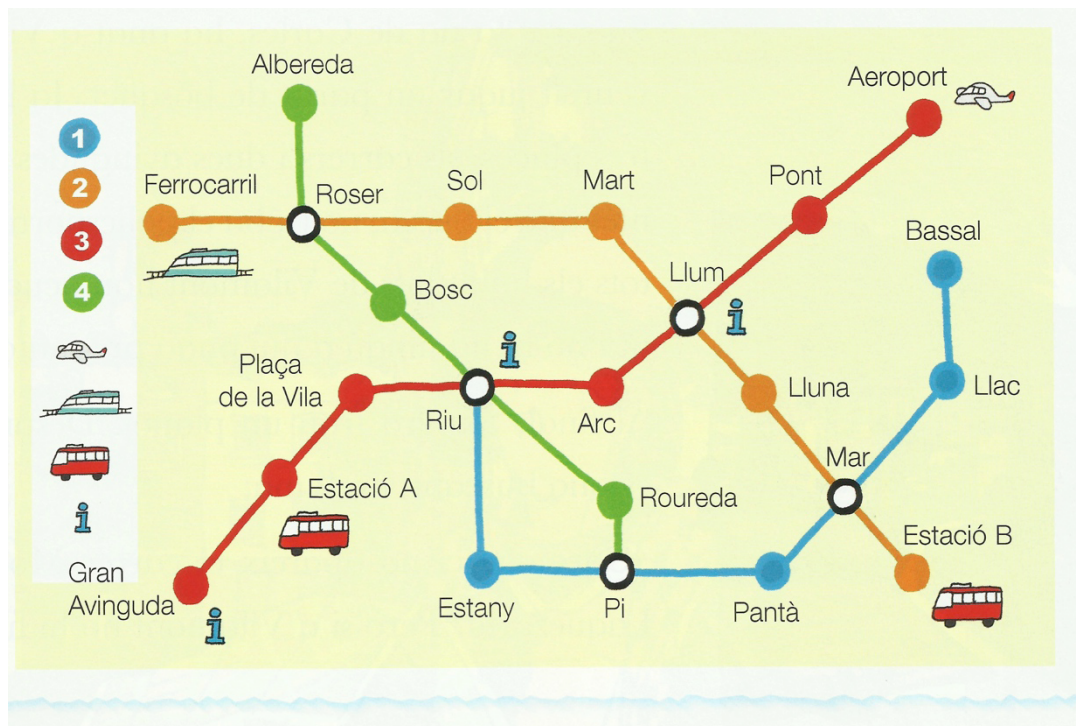 Albereda
Aeroport
1
2
3
4
Ferrocarril
Roser
Sol
Mart
Pont
Bassal
Llum
Bosc
i
i
Plaça
de la Vila
Riu
Arc
Lluna
Llac
Mar
i
Estació A
Roureda
Estació B
Gran
Avinguda
i
Estany
Pi
Pantà